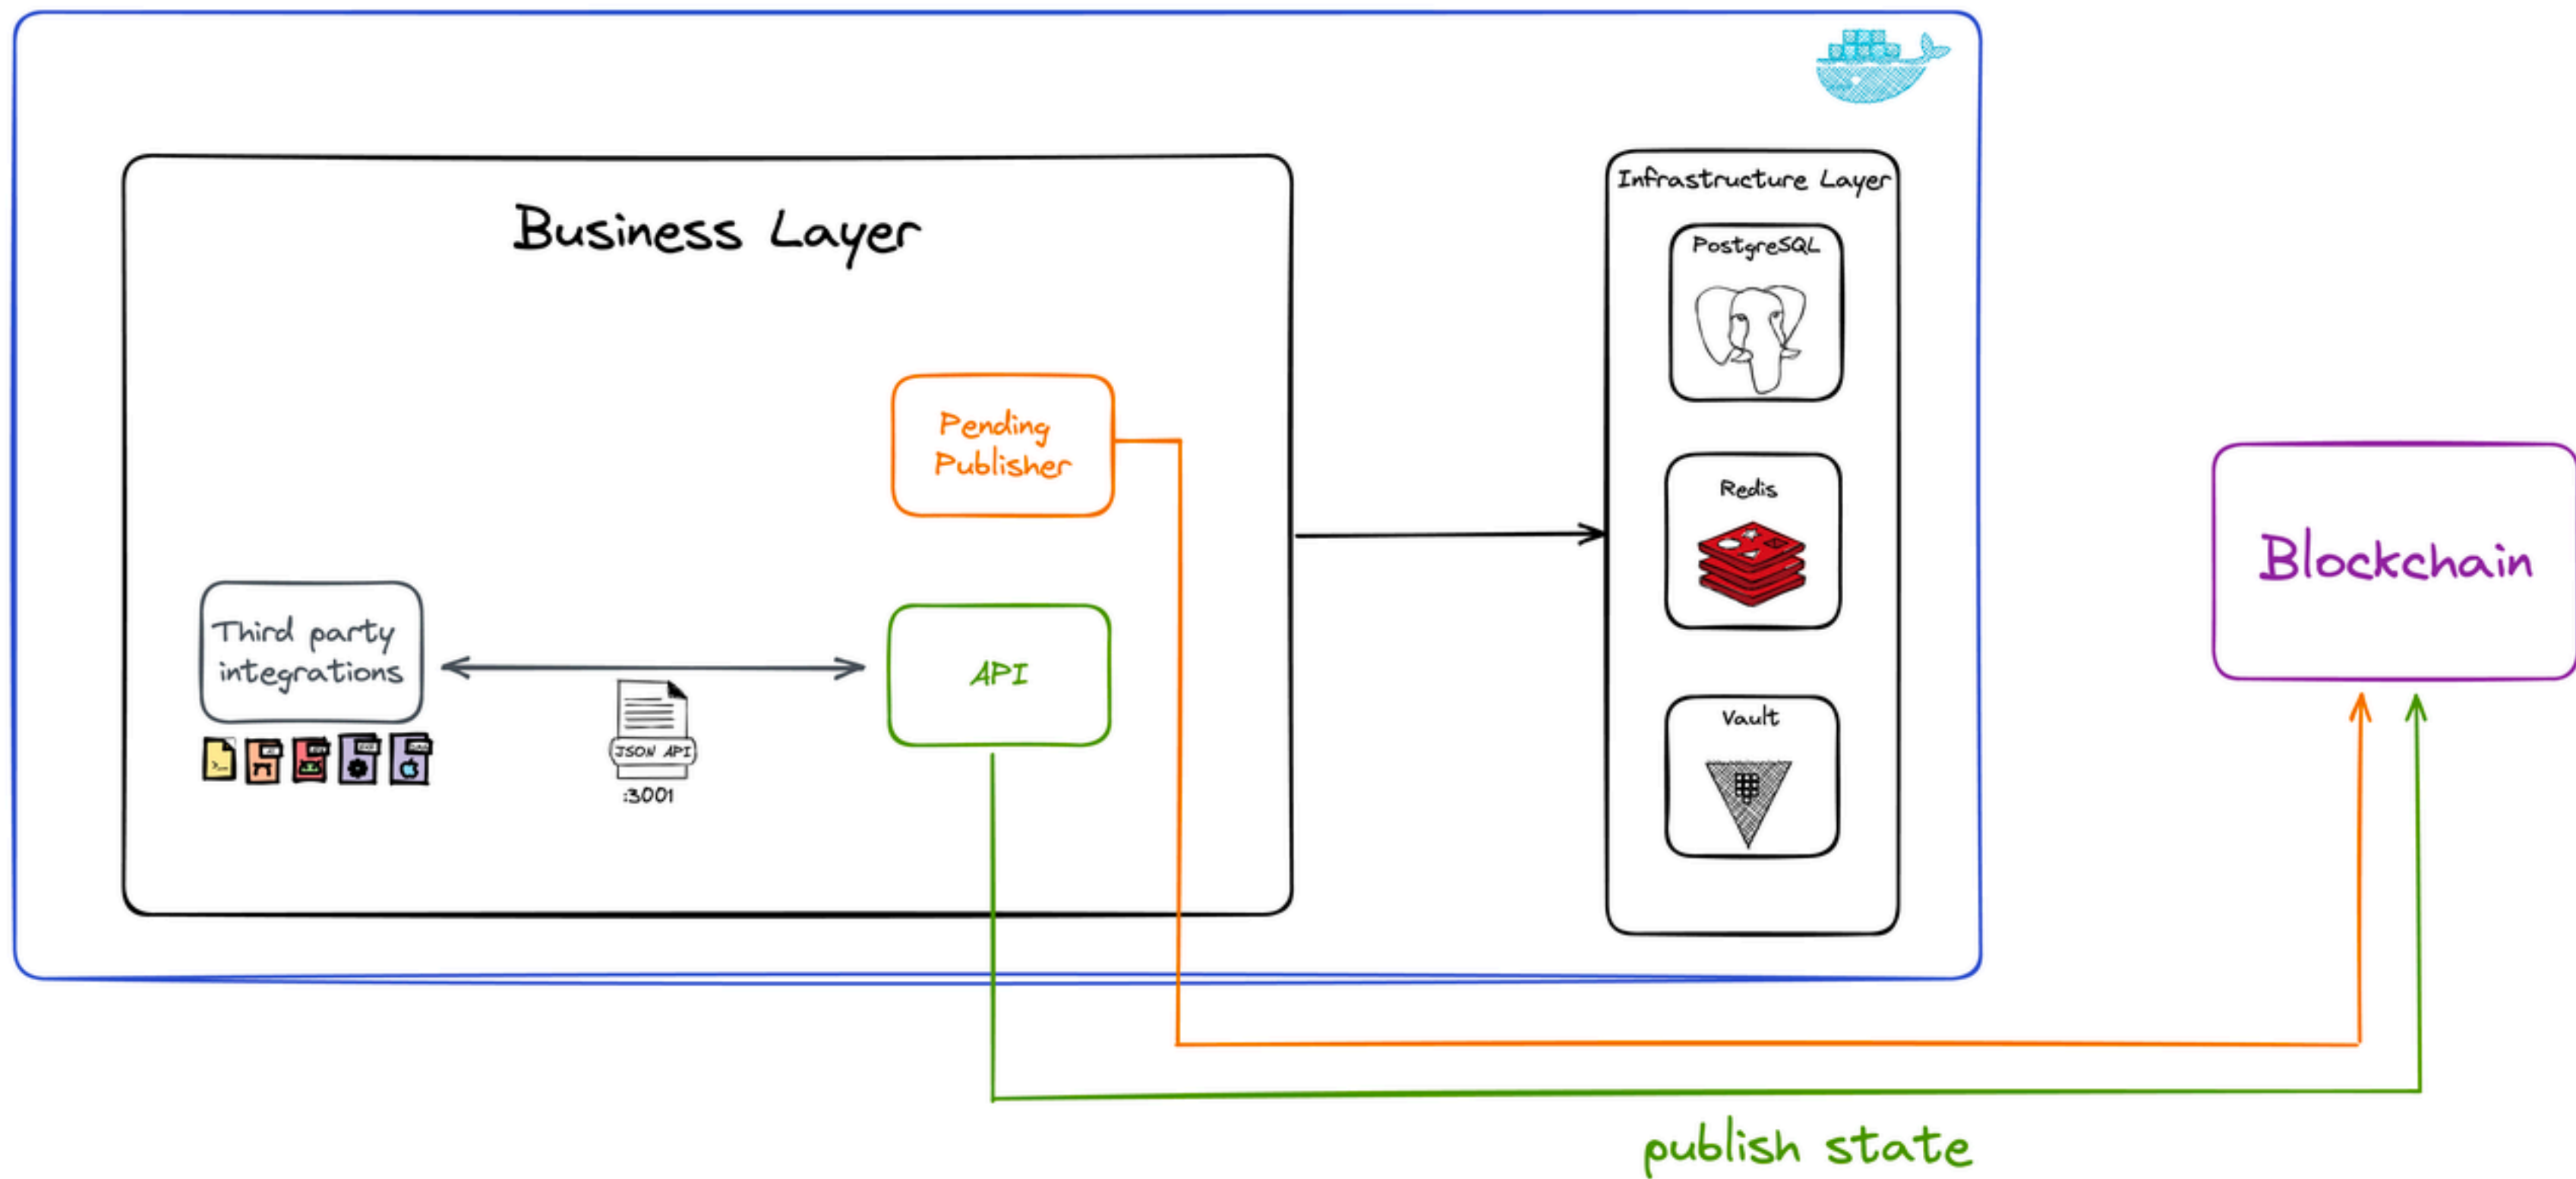 Business Layer
Infrastructure Layer
PostgreSQL
Pending
Publisher
Redis
Blockchain
Third party
integrations
API
JSON API
:3001
Vault
publish state